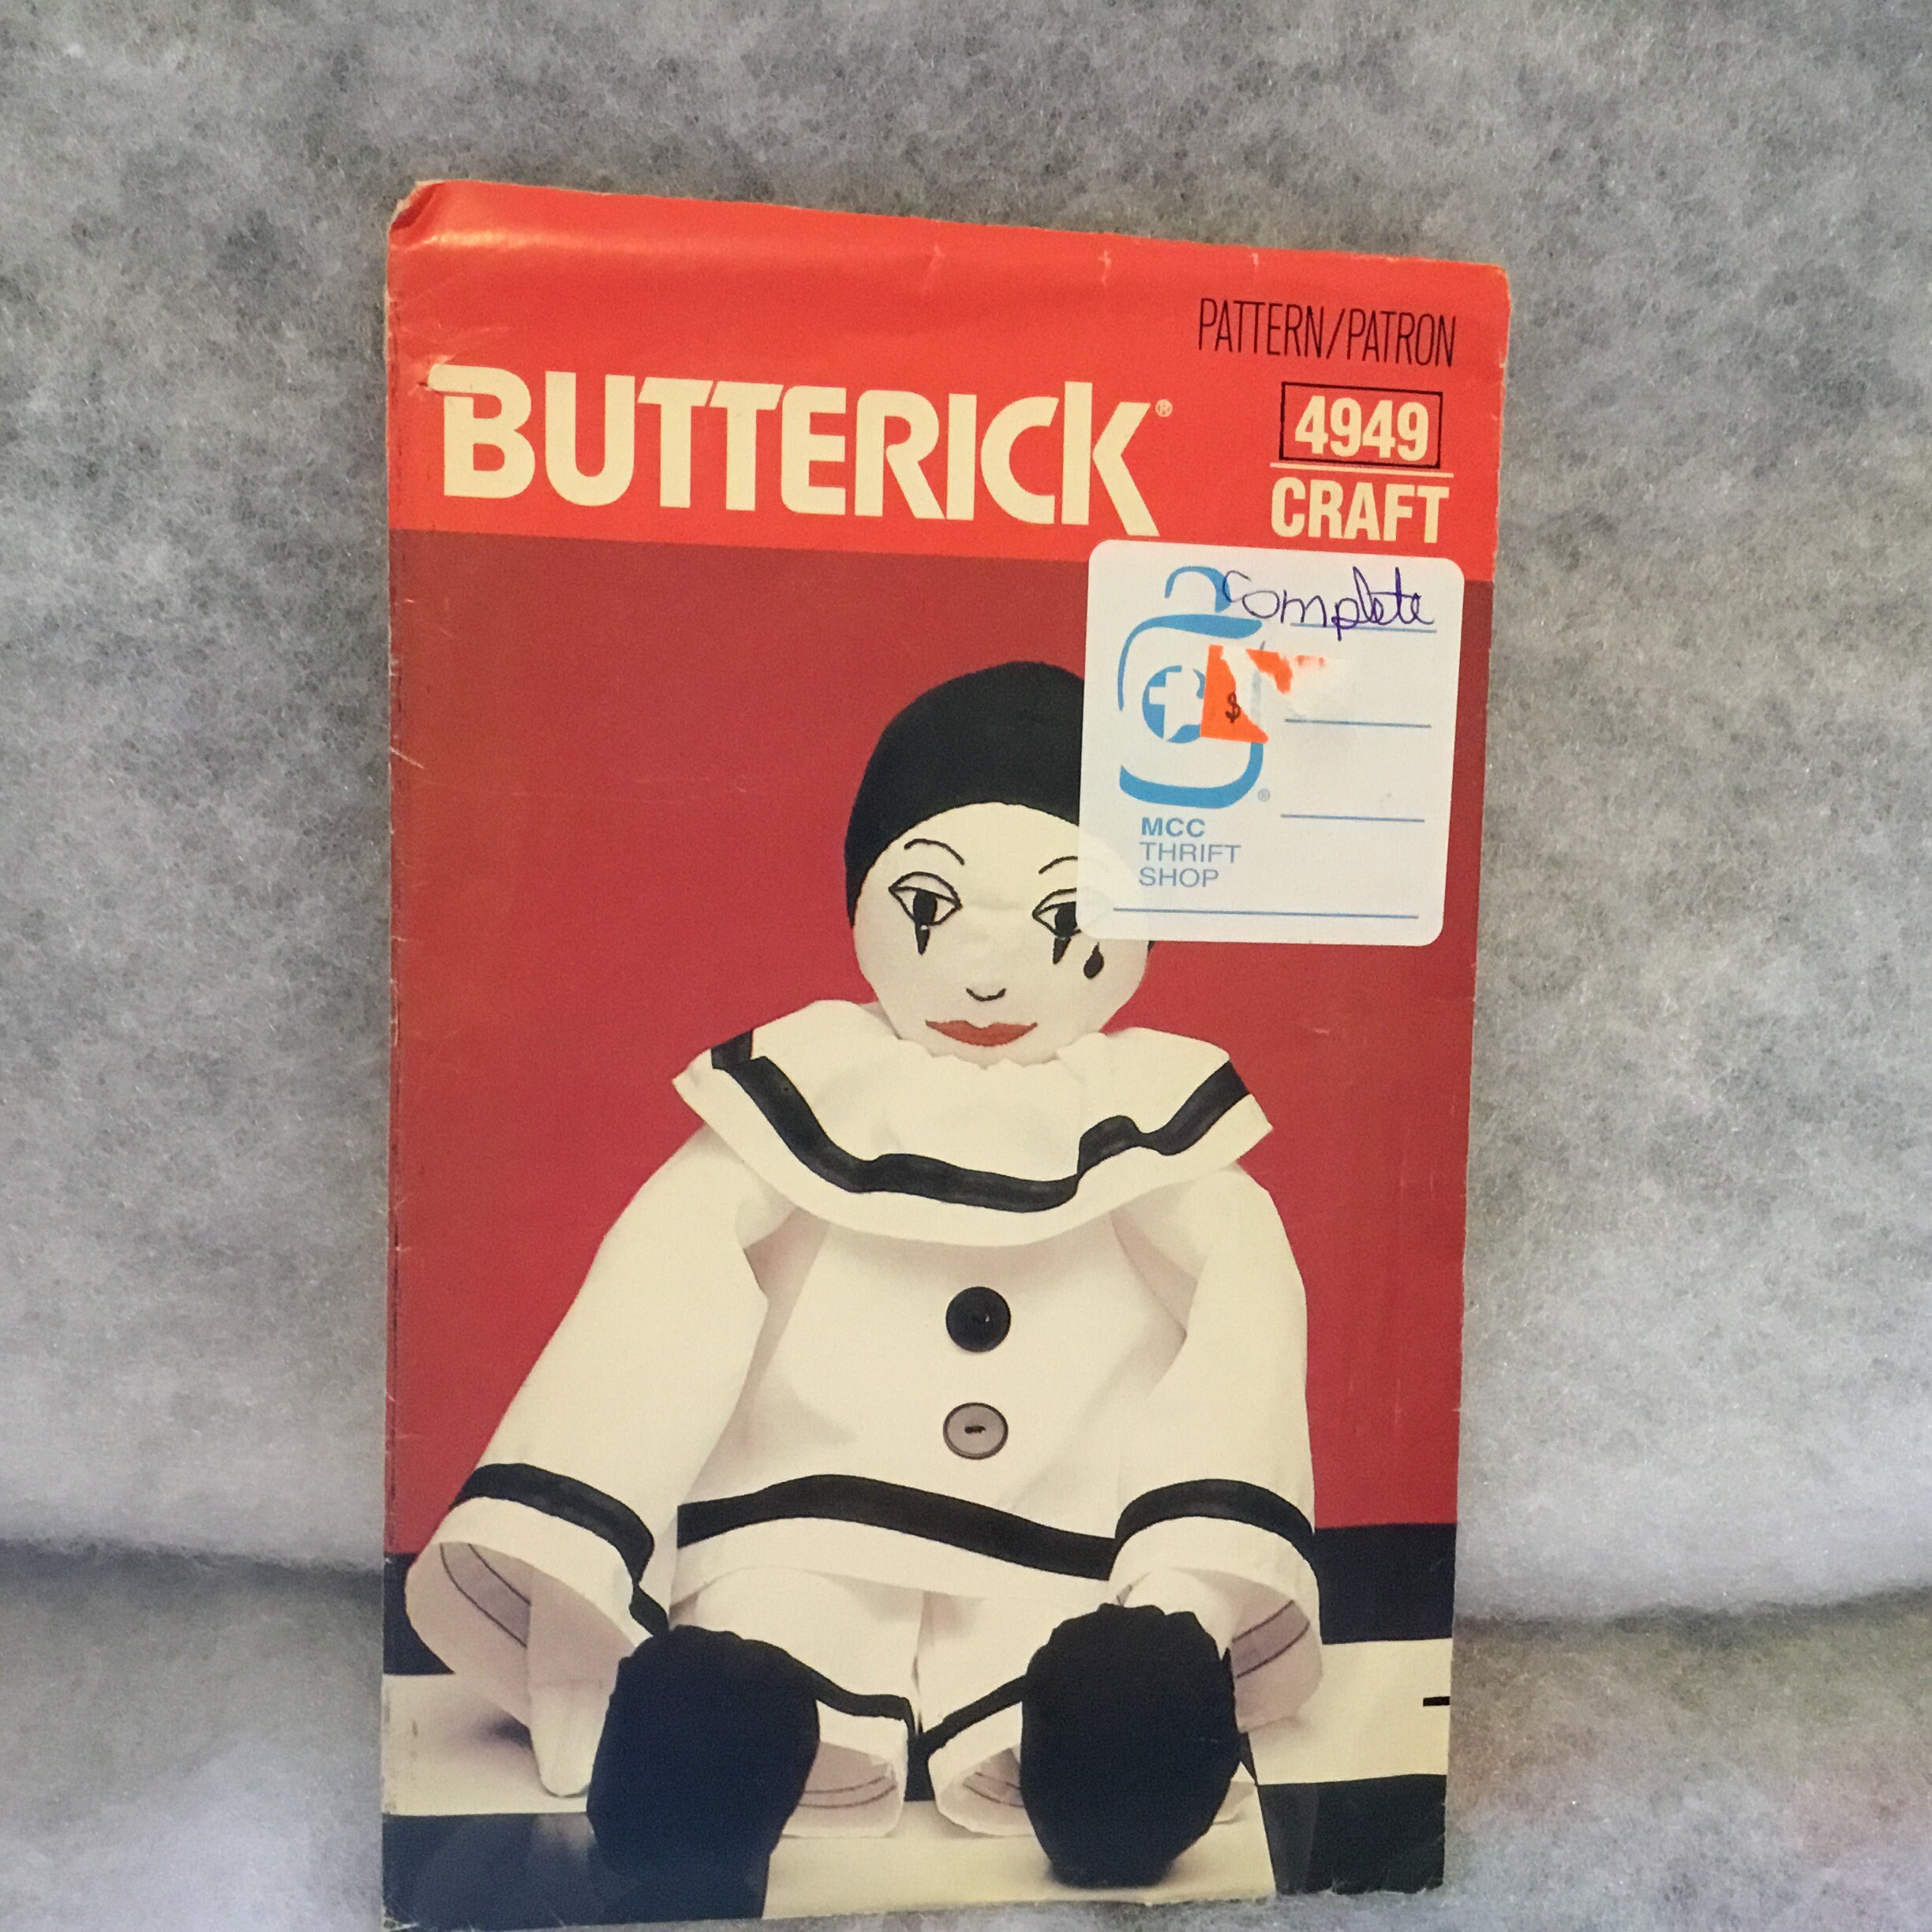 PATTERN/PATRON
BUTTERICK®
4949
CRAFT
complete
$
®
MCC
THRIFT
SHOP